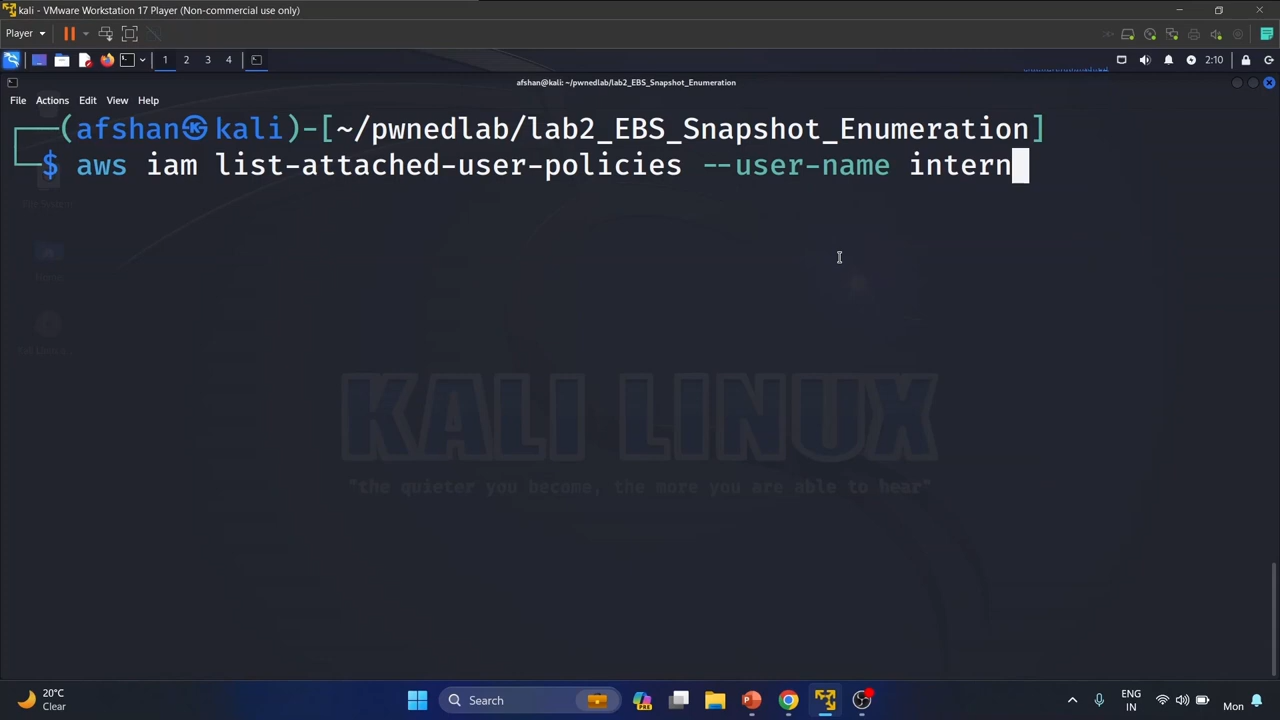 kali - VMware Workstation 17 Player (Non-commercial use only)
Player
1 2 3 4
2:10
afshan@kali: ~/pwnedlab/lab2_EBS_Snapshot_Enumeration
File Actions Edit View Help
(afshan㉿kali)-[~/pwnedlab/lab2_EBS_Snapshot_Enumeration]
$ aws iam list-attached-user-policies --user-name intern
File System
Home
KALI LINUX
"the quieter you become, the more you are able to hear"
20°C
Clear
Search
ENG
IN
Mon